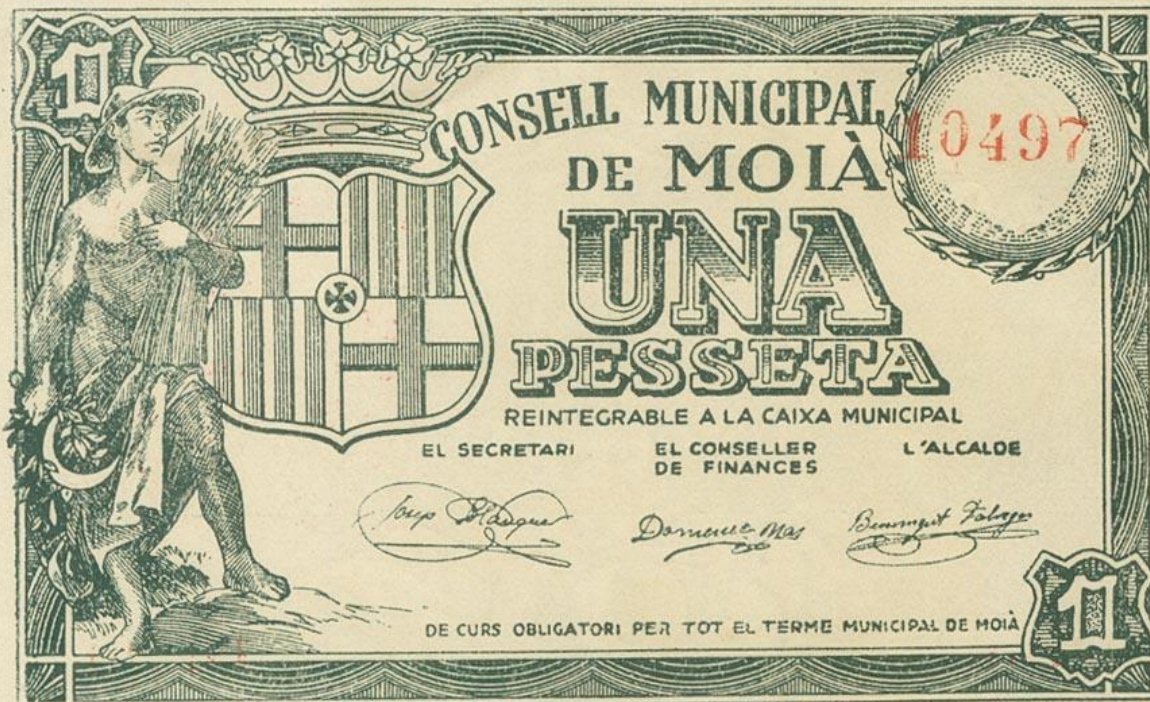 1
CONSELL MUNICIPAL
DE MOIÀ
10497
UNA
PESSETA
REINTEGRABLE A LA CAIXA MUNICIPAL
EL SECRETARI
EL CONSELLER
DE FINANCES
L'ALCALDE
Josep
Domenec Mas
DE CURS OBLIGATORI PER TOT EL TERME MUNICIPAL DE MOIÀ
1